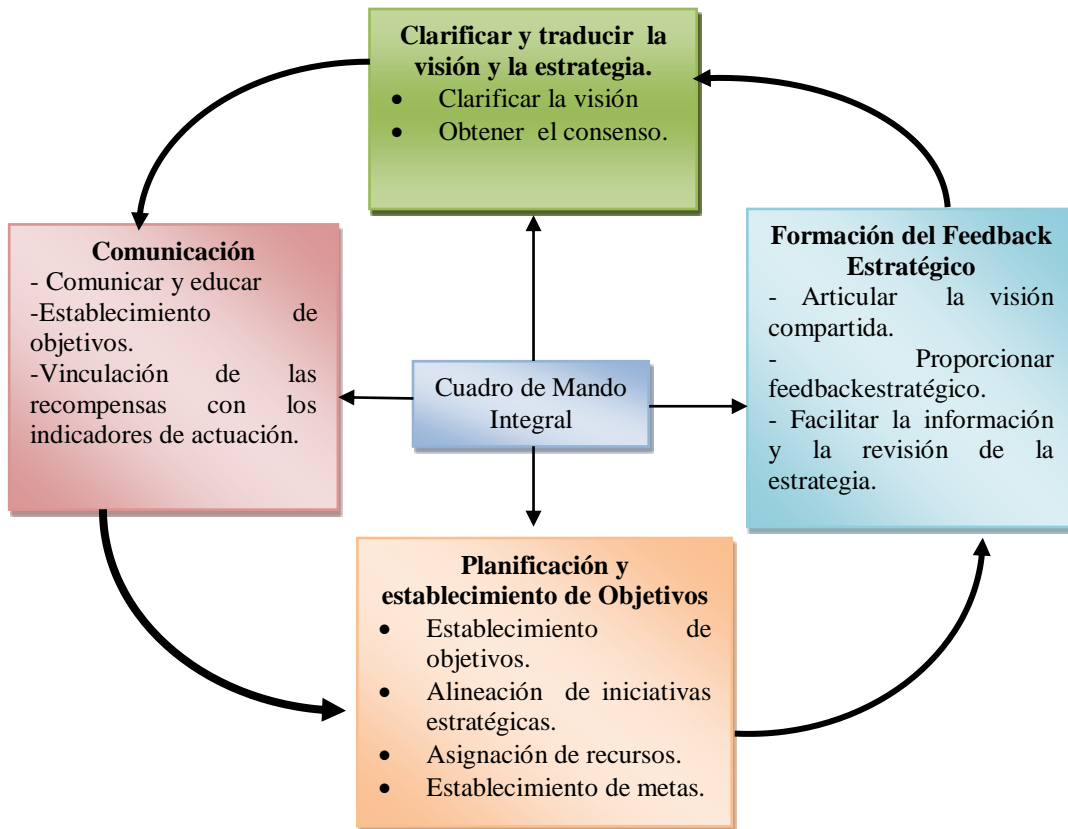 Clarificar y traducir la
visión y la estrategia.
• Clarificar la visión
• Obtener el consenso.
Comunicación
- Comunicar y educar
-Establecimiento de
objetivos.
-Vinculación de las
recompensas con los
indicadores de actuación.
Cuadro de Mando
Integral
Formación del Feedback
Estratégico
- Articular la visión
compartida.
- Proporcionar
feedbackestratégico.
- Facilitar la información
y la revisión de la
estrategia.
Planificación y
establecimiento de Objetivos
• Establecimiento de
objetivos.
• Alineación de iniciativas
estratégicas.
• Asignación de recursos.
• Establecimiento de metas.